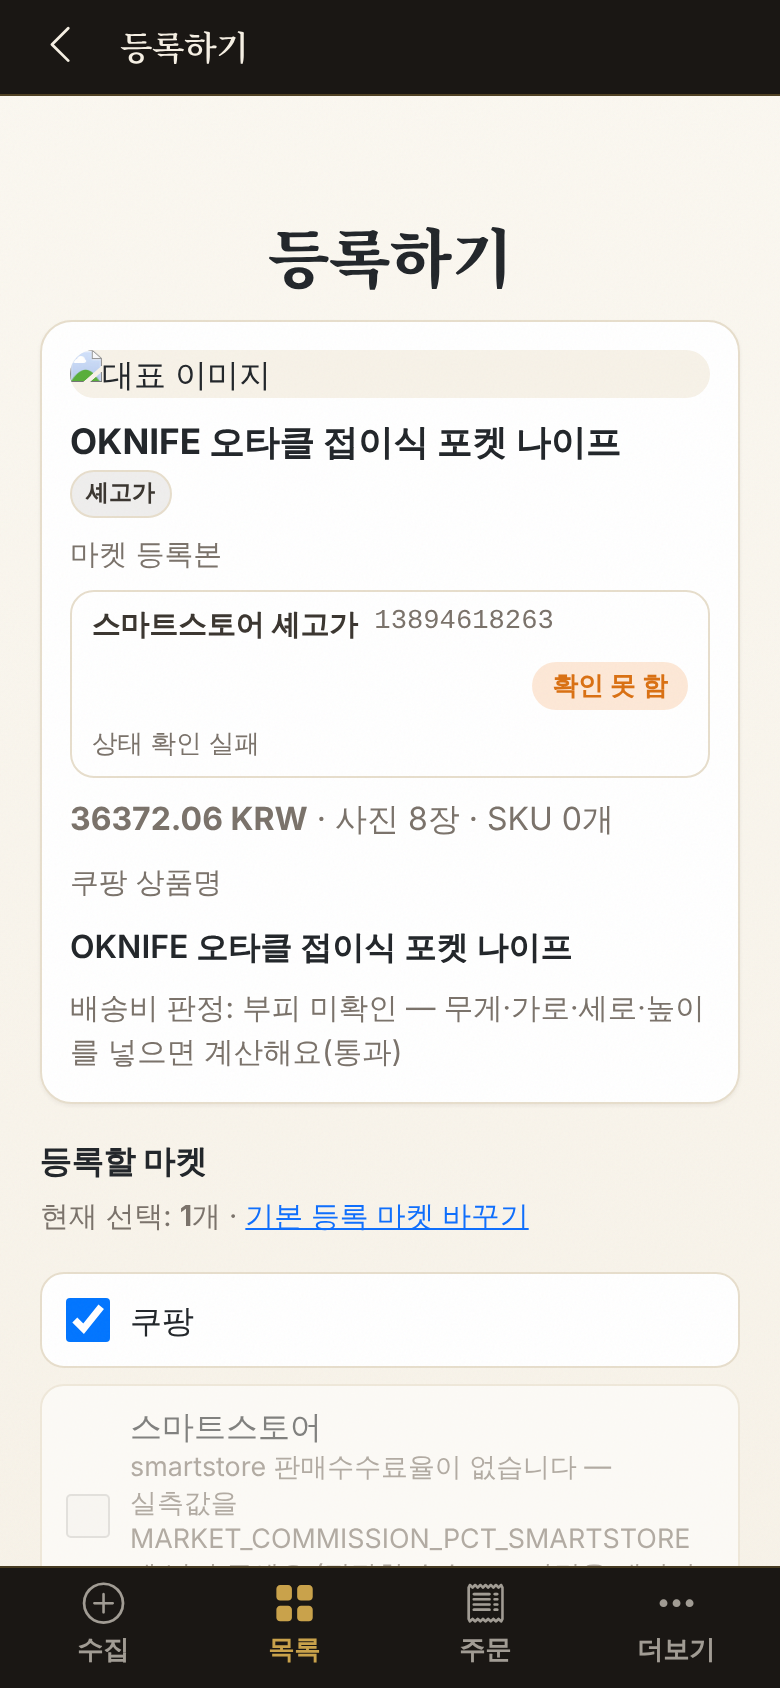 등록하기
등록하기
대표 이미지
OKNIFE 오타클 접이식 포켓 나이프
셰고가
마켓 등록본
스마트스토어 셰고가 13894618263
확인 못 함
상태 확인 실패
36372.06 KRW · 사진 8장 · SKU 0개
쿠팡 상품명
OKNIFE 오타클 접이식 포켓 나이프
배송비 판정: 부피 미확인 — 무게·가로·세로·높이
를 넣으면 계산해요(통과)
등록할 마켓
현재 선택: 1개 · 기본 등록 마켓 바꾸기
쿠팡
스마트스토어
smartstore 판매수수료율이 없습니다 —
실측값을
MARKET_COMMISSION_PCT_SMARTSTORE
수집
목록
주문
더보기